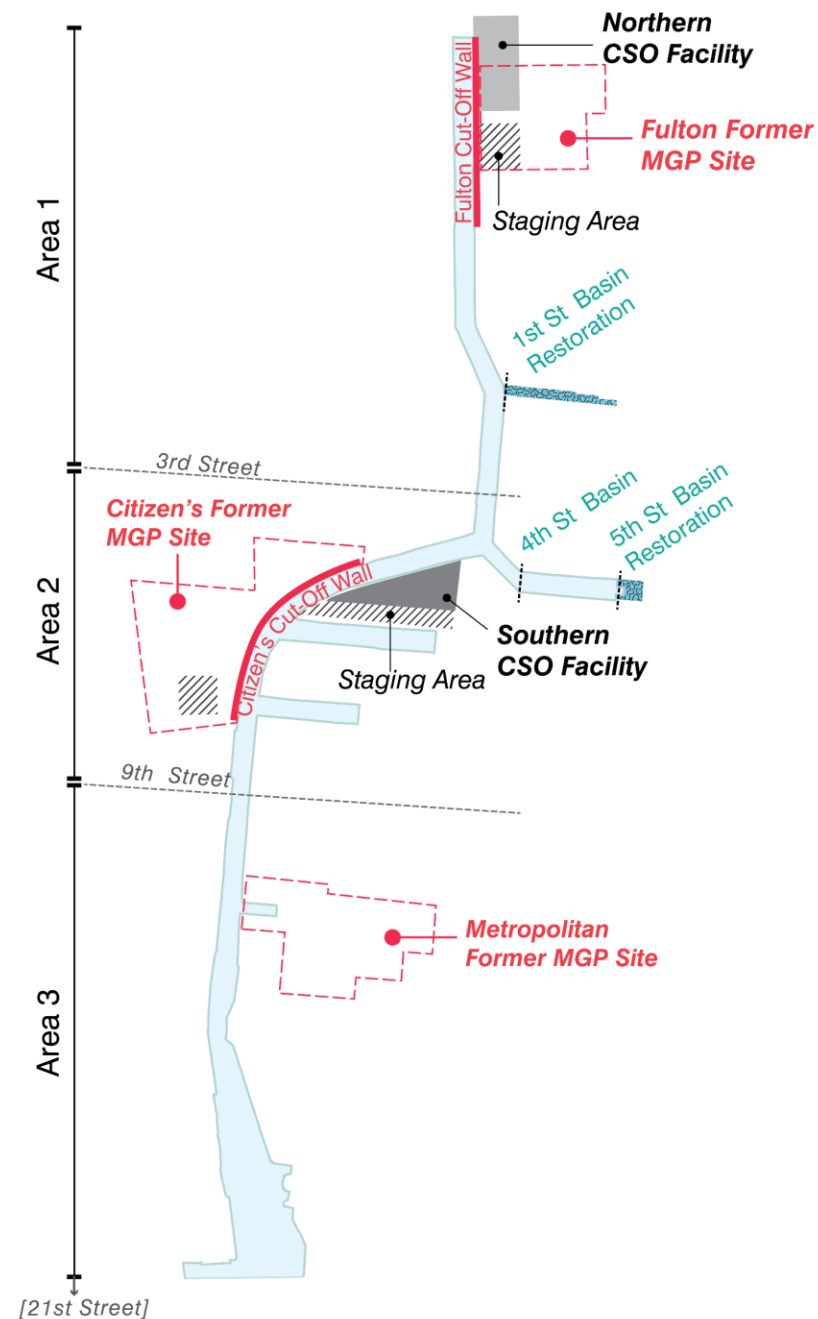 Northern
CSO Facility
Fulton Cut-Off Wall
Fulton Former
MGP Site
Staging Area
Area 1
1st St Basin
Restoration
3rd Street
4th St Basin
5th St Basin
Restoration
Citizen's Former
MGP Site
Citizen's Cut-Off Wall
Area 2
Southern
CSO Facility
Staging Area
9th Street
Metropolitan
Former MGP Site
Area 3
[21st Street]